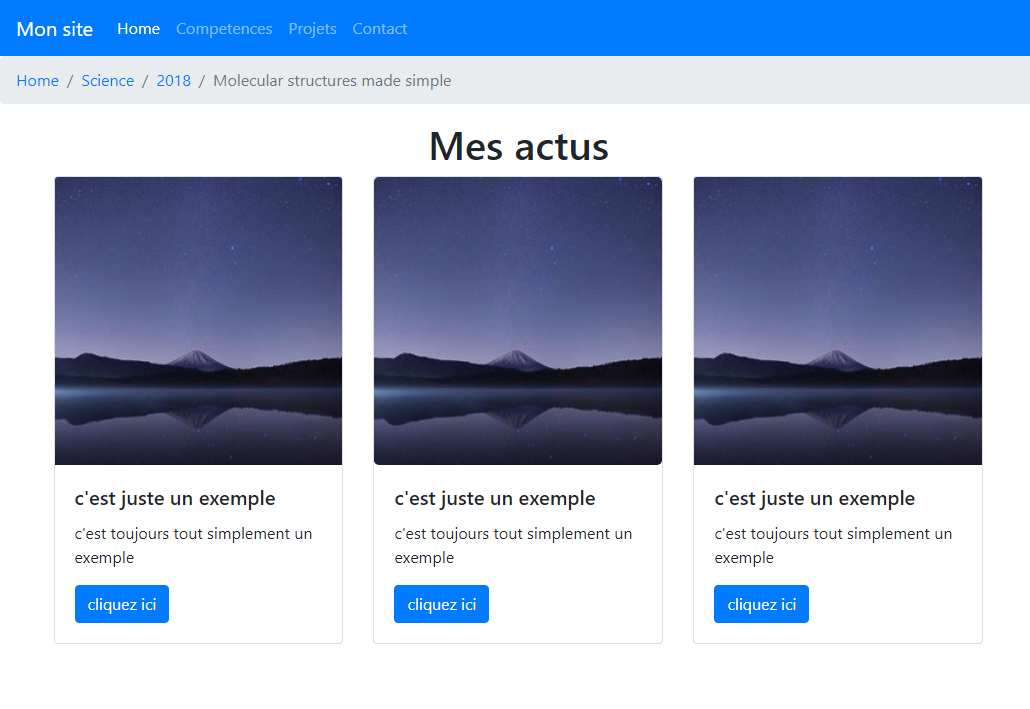 Mon site Home Competences Projets Contact
Home / Science / 2018 / Molecular structures made simple
Mes actus
c'est juste un exemple
c'est toujours tout simplement un
exemple
cliquez ici
c'est juste un exemple
c'est toujours tout simplement un
exemple
cliquez ici
c'est juste un exemple
c'est toujours tout simplement un
exemple
cliquez ici